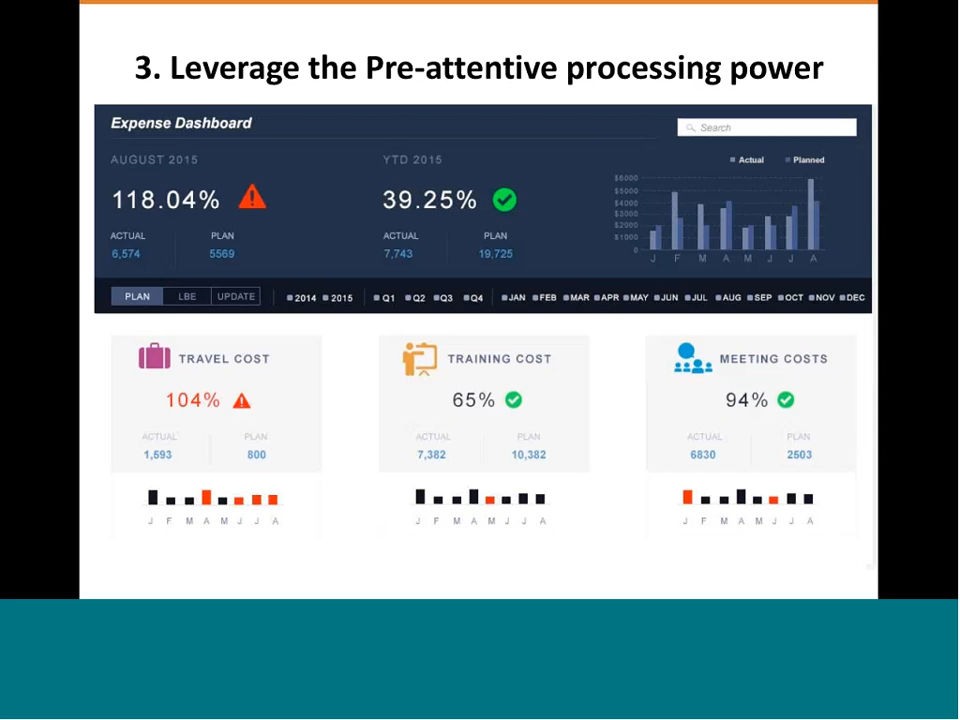 3. Leverage the Pre-attentive processing power
Expense Dashboard
Search
AUGUST 2015
YTD 2015
Actual Planned
118.04%
39.25%
$6000
$5000
$4000
$3000
$2000
$1000
0
J F M A M J J A
ACTUAL PLAN
6,574 5569
ACTUAL PLAN
7,743 19,725
PLAN LBE UPDATE 2014 2015 Q1 Q2 Q3 Q4 JAN FEB MAR APR MAY JUN JUL AUG SEP OCT NOV DEC
TRAVEL COST
104%
ACTUAL PLAN
1,593 800
J F M A M J J A
TRAINING COST
65%
ACTUAL PLAN
7,382 10,382
J F M A M J J A
MEETING COSTS
94%
ACTUAL PLAN
6830 2503
J F M A M J J A